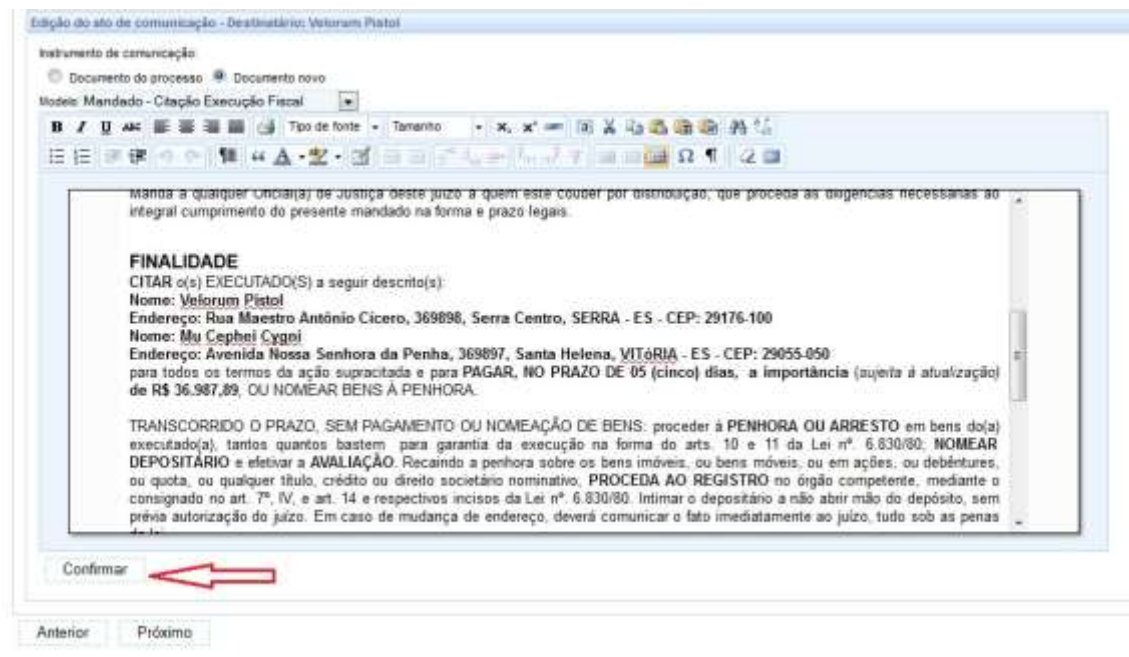 Edição do ato de comunicação - Destinatário: Velorum Pistol
Instrumento de comunicação
Documento do processo Documento novo
Modelo Mandado - Citação Execução Fiscal
B I U ABC Tipo de fonte Tamanho
Manda a qualquer Oficial(a) de Justiça deste juízo a quem este couber por distribuição, que proceda às diligências necessárias ao
integral cumprimento do presente mandado na forma e prazo legais.
FINALIDADE
CITAR o(s) EXECUTADO(S) a seguir descrito(s):
Nome: Velorum Pistol
Endereço: Rua Maestro Antônio Cicero, 369898, Serra Centro, SERRA - ES - CEP: 29176-100
Nome: Mu Cephei Cygni
Endereço: Avenida Nossa Senhora da Penha, 369897, Santa Helena, VITóRIA - ES - CEP: 29055-050
para todos os termos da ação supracitada e para PAGAR, NO PRAZO DE 05 (cinco) dias, a importância (sujeita à atualização)
de R$ 36.987,89, OU NOMEAR BENS À PENHORA.
TRANSCORRIDO O PRAZO, SEM PAGAMENTO OU NOMEAÇÃO DE BENS: proceder à PENHORA OU ARRESTO em bens do(a)
executado(a), tantos quantos bastem para garantia da execução na forma do arts. 10 e 11 da Lei nº. 6.830/80; NOMEAR
DEPOSITÁRIO e efetivar a AVALIAÇÃO. Recaindo a penhora sobre os bens imóveis, ou bens móveis, ou em ações, ou debêntures,
ou quota, ou qualquer título, crédito ou direito societário nominativo, PROCEDA AO REGISTRO no órgão competente, mediante o
consignado no art. 7º, IV, e art. 14 e respectivos incisos da Lei nº. 6.830/80. Intimar o depositário a não abrir mão do depósito, sem
prévia autorização do juízo. Em caso de mudança de endereço, deverá comunicar o fato imediatamente ao juízo, tudo sob as penas
da lei
Confirmar
Anterior Próximo